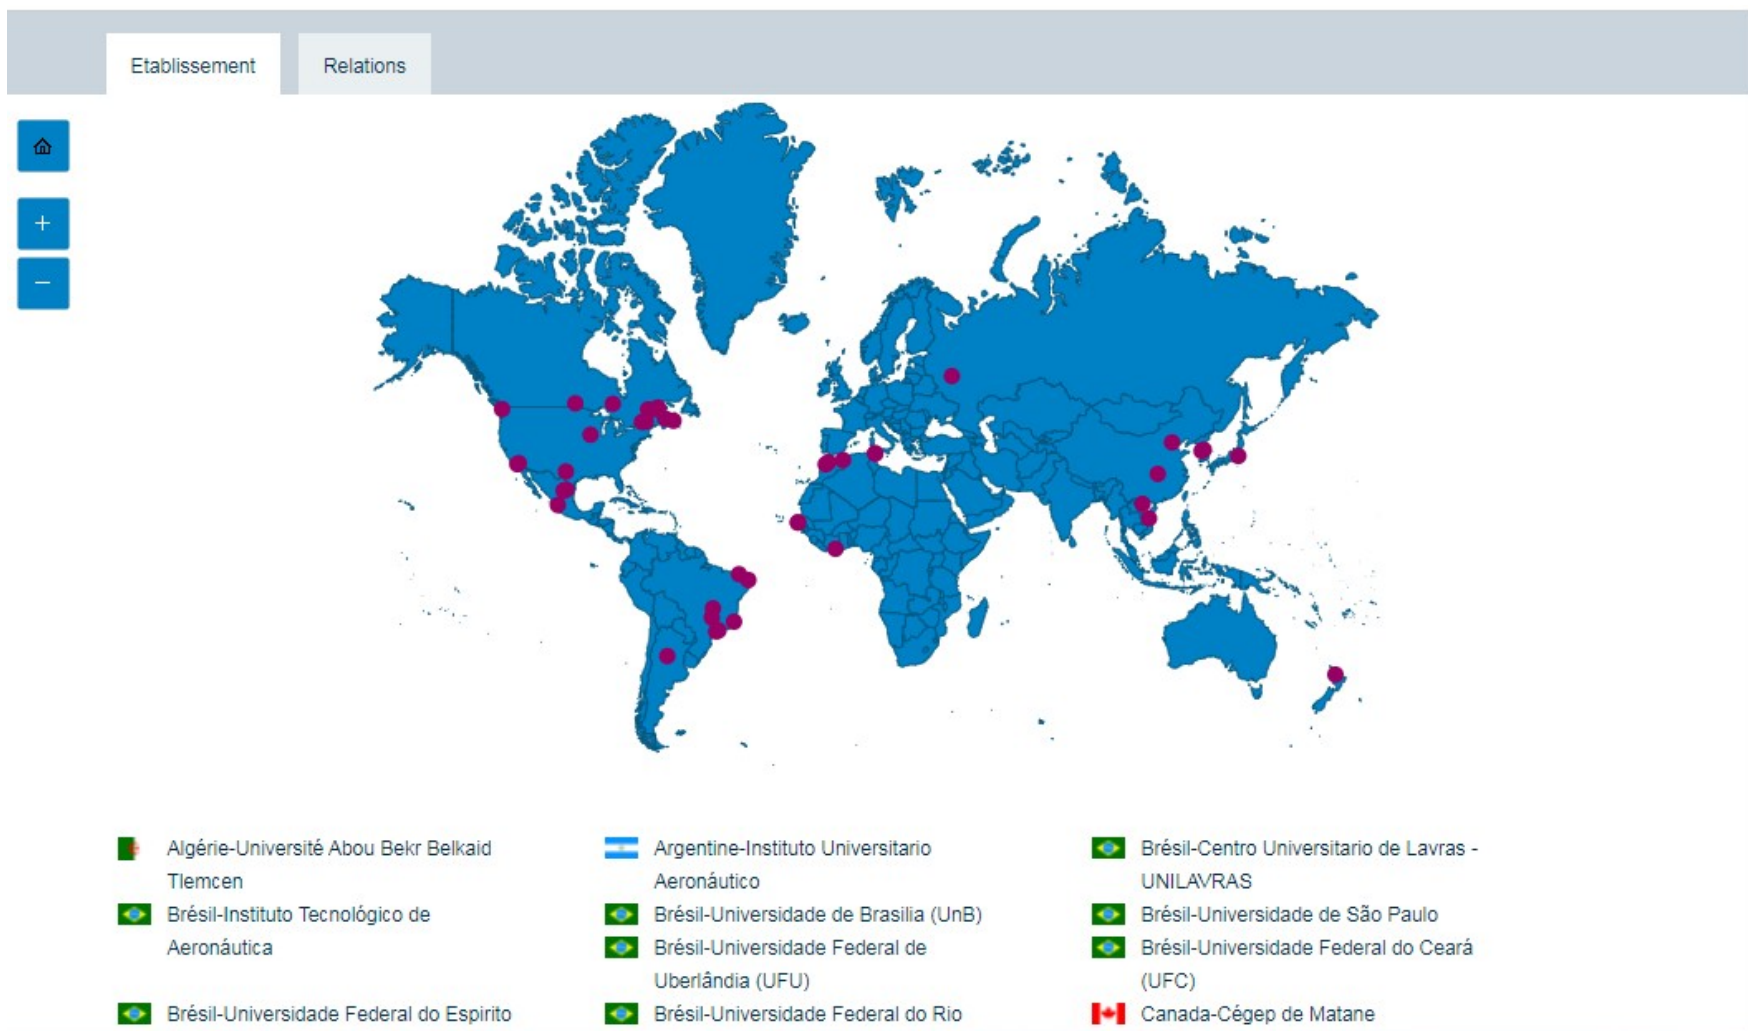 Etablissement
Relations
+
−
Algérie-Université Abou Bekr Belkaid
Tlemcen
Argentine-Instituto Universitario
Aeronáutico
Brésil-Centro Universitario de Lavras -
UNILAVRAS
Brésil-Instituto Tecnológico de
Aeronáutica
Brésil-Universidade de Brasilia (UnB)
Brésil-Universidade de São Paulo
Brésil-Universidade Federal de
Uberlândia (UFU)
Brésil-Universidade Federal do Ceará
(UFC)
Brésil-Universidade Federal do Espirito
Brésil-Universidade Federal do Rio
Canada-Cégep de Matane